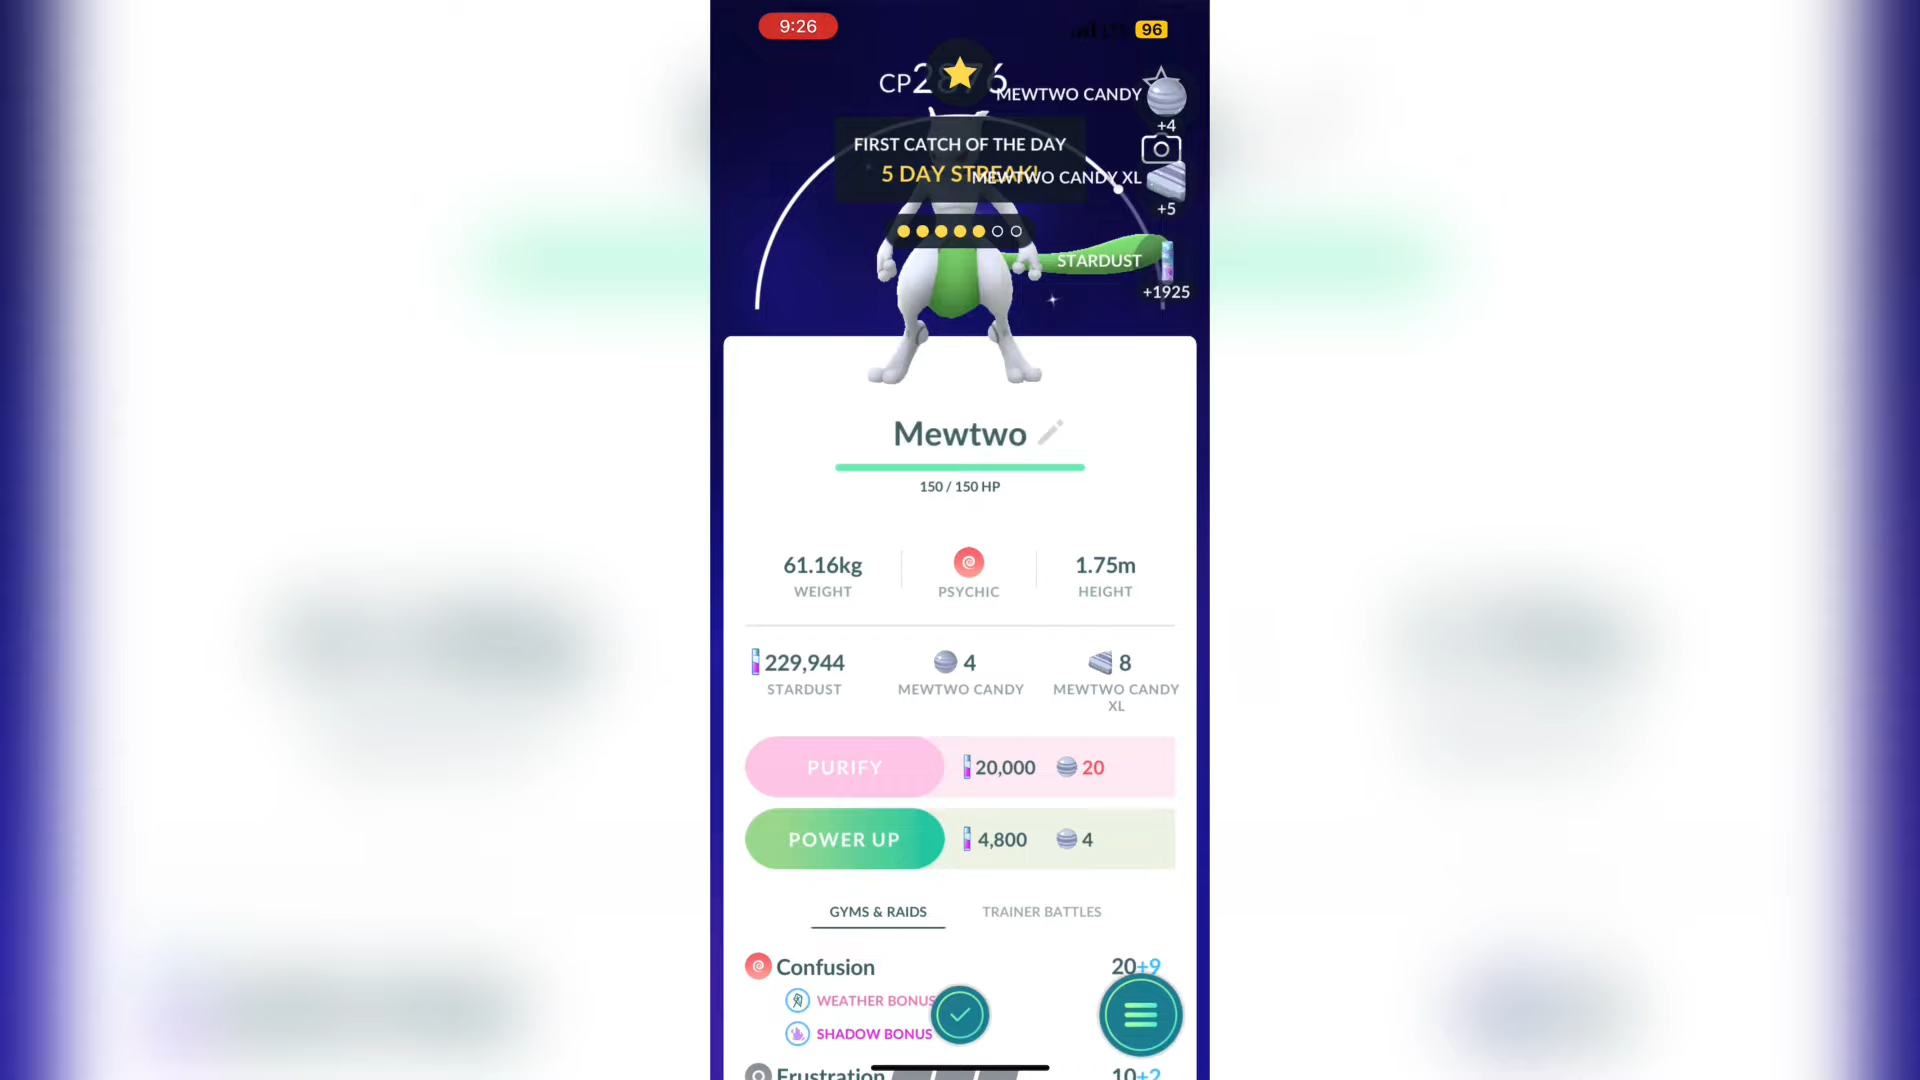 9:26
96
CP2876
MEWTWO CANDY
+4
FIRST CATCH OF THE DAY
5 DAY STREAK!
MEWTWO CANDY XL
+5
STARDUST
+1925
Mewtwo
150 / 150 HP
61.16kg
WEIGHT
PSYCHIC
1.75m
HEIGHT
229,944
STARDUST
4
MEWTWO CANDY
8
MEWTWO CANDY
XL
PURIFY 20,000 20
POWER UP 4,800 4
GYMS & RAIDS TRAINER BATTLES
Confusion 20+9
WEATHER BONUS
SHADOW BONUS
Frustration 10+2